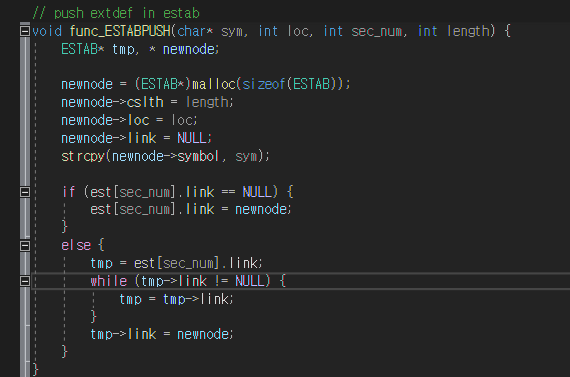 // push extdef in estab
void func_ESTABPUSH(char* sym, int loc, int sec_num, int length) {
    ESTAB* tmp, * newnode;
    newnode = (ESTAB*)malloc(sizeof(ESTAB));
    newnode->cslth = length;
    newnode->loc = loc;
    newnode->link = NULL;
    strcpy(newnode->symbol, sym);
    if (est[sec_num].link == NULL) {
        est[sec_num].link = newnode;
    }
    else {
        tmp = est[sec_num].link;
        while (tmp->link != NULL) {
            tmp = tmp->link;
        }
        tmp->link = newnode;
    }
}